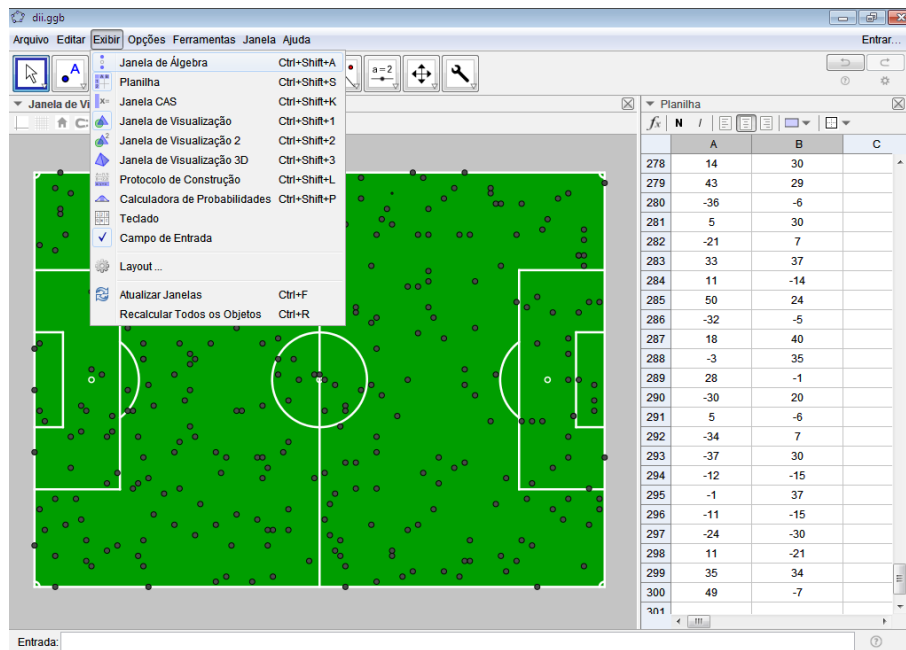 dii.ggb
Arquivo Editar Exibir Opções Ferramentas Janela Ajuda Entrar...
Janela de Álgebra Ctrl+Shift+A
Planilha Ctrl+Shift+S
Janela CAS Ctrl+Shift+K
Janela de Visualização Ctrl+Shift+1
Janela de Visualização 2 Ctrl+Shift+2
Janela de Visualização 3D Ctrl+Shift+3
Protocolo de Construção Ctrl+Shift+L
Calculadora de Probabilidades Ctrl+Shift+P
Teclado
Campo de Entrada
Layout ...
Atualizar Janelas Ctrl+F
Recalcular Todos os Objetos Ctrl+R
A
a=2
Janela de Vi
Planilha
fx N I
A B C
278 14 30
279 43 29
280 -36 -6
281 5 30
282 -21 7
283 33 37
284 11 -14
285 50 24
286 -32 -5
287 18 40
288 -3 35
289 28 -1
290 -30 20
291 5 -6
292 -34 7
293 -37 30
294 -12 -15
295 -1 37
296 -11 -15
297 -24 -30
298 11 -21
299 35 34
300 49 -7
301
Entrada: